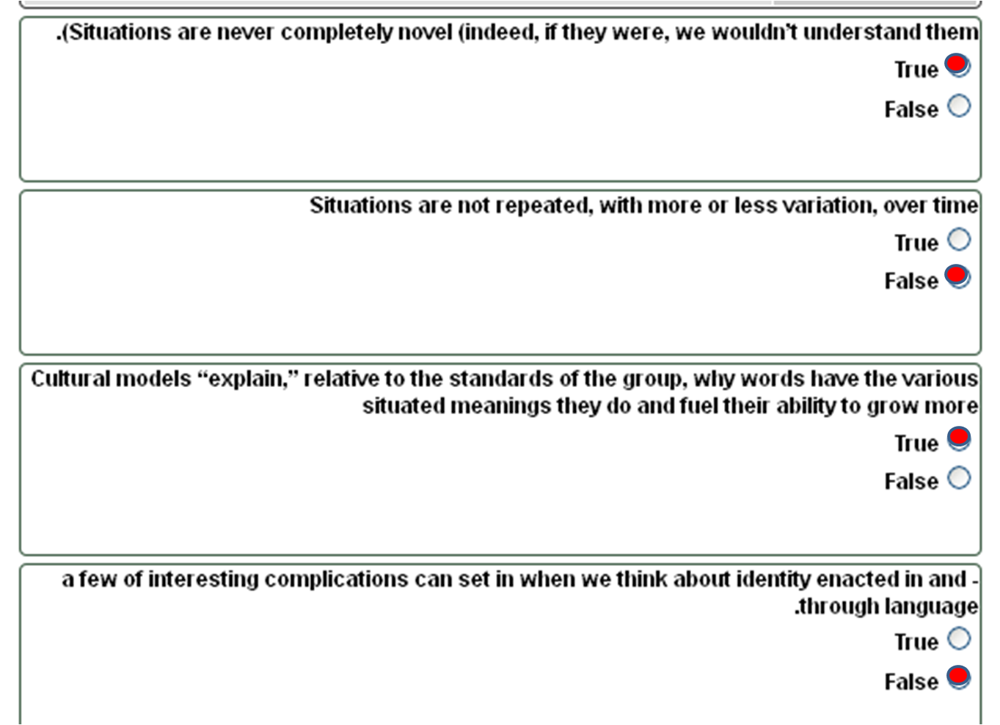 .(Situations are never completely novel (indeed, if they were, we wouldn't understand them
True
False
Situations are not repeated, with more or less variation, over time
True
False
Cultural models “explain,” relative to the standards of the group, why words have the various
situated meanings they do and fuel their ability to grow more
True
False
a few of interesting complications can set in when we think about identity enacted in and -
.through language
True
False